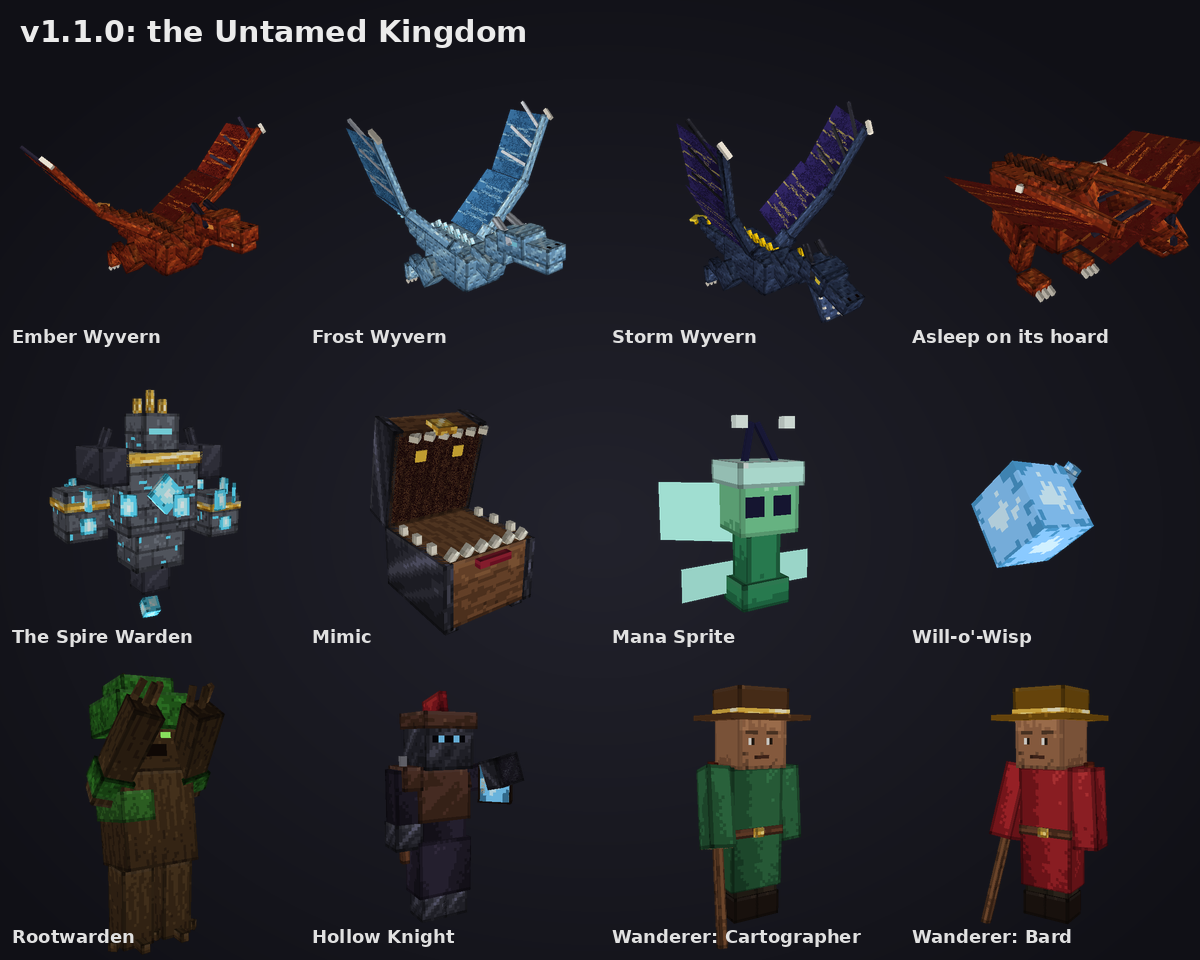 v1.1.0: the Untamed Kingdom
Ember Wyvern
Frost Wyvern
Storm Wyvern
Asleep on its hoard
The Spire Warden
Mimic
Mana Sprite
Will-o'-Wisp
Rootwarden
Hollow Knight
Wanderer: Cartographer
Wanderer: Bard